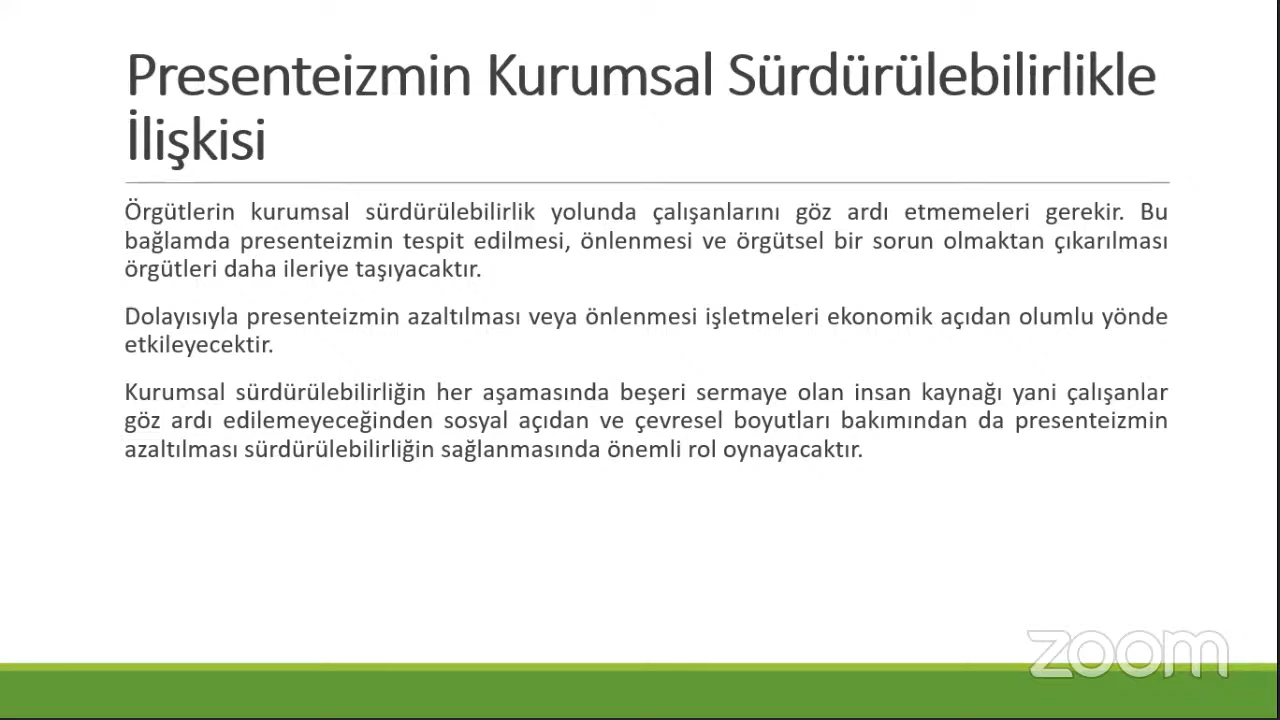 Presenteizmin Kurumsal Sürdürülebilirlikle
İlişkisi
Örgütlerin kurumsal sürdürülebilirlik yolunda çalışanlarını göz ardı etmemeleri gerekir. Bu
bağlamda presenteizmin tespit edilmesi, önlenmesi ve örgütsel bir sorun olmaktan çıkarılması
örgütleri daha ileriye taşıyacaktır.
Dolayısıyla presenteizmin azaltılması veya önlenmesi işletmeleri ekonomik açıdan olumlu yönde
etkileyecektir.
Kurumsal sürdürülebilirliğin her aşamasında beşeri sermaye olan insan kaynağı yani çalışanlar
göz ardı edilemeyeceğinden sosyal açıdan ve çevresel boyutları bakımından da presenteizmin
azaltılması sürdürülebilirliğin sağlanmasında önemli rol oynayacaktır.
zoom